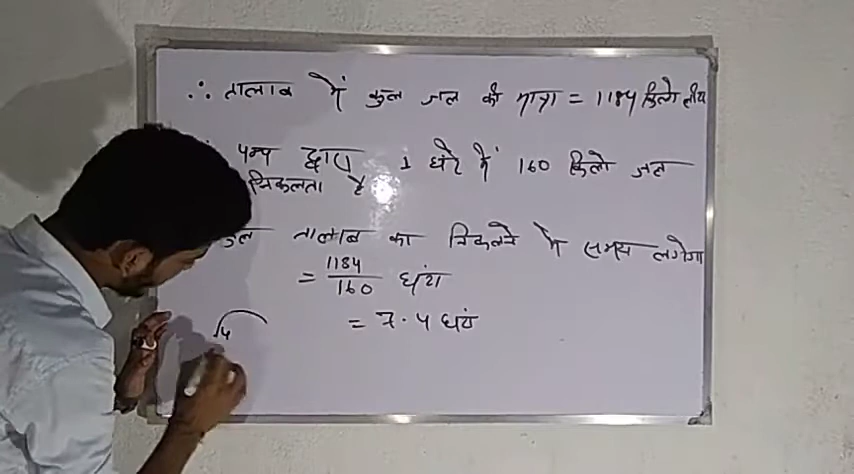 ∴ तालाब में कुल जल की मात्रा = 1184 किलो लीटर
पम्प द्वारा 1 घंटे में 160 किलो जल
निकलता है
तालाब का निकलने में समय लगेगा
= 1184/160 घंटा
= 7.4 घंटे